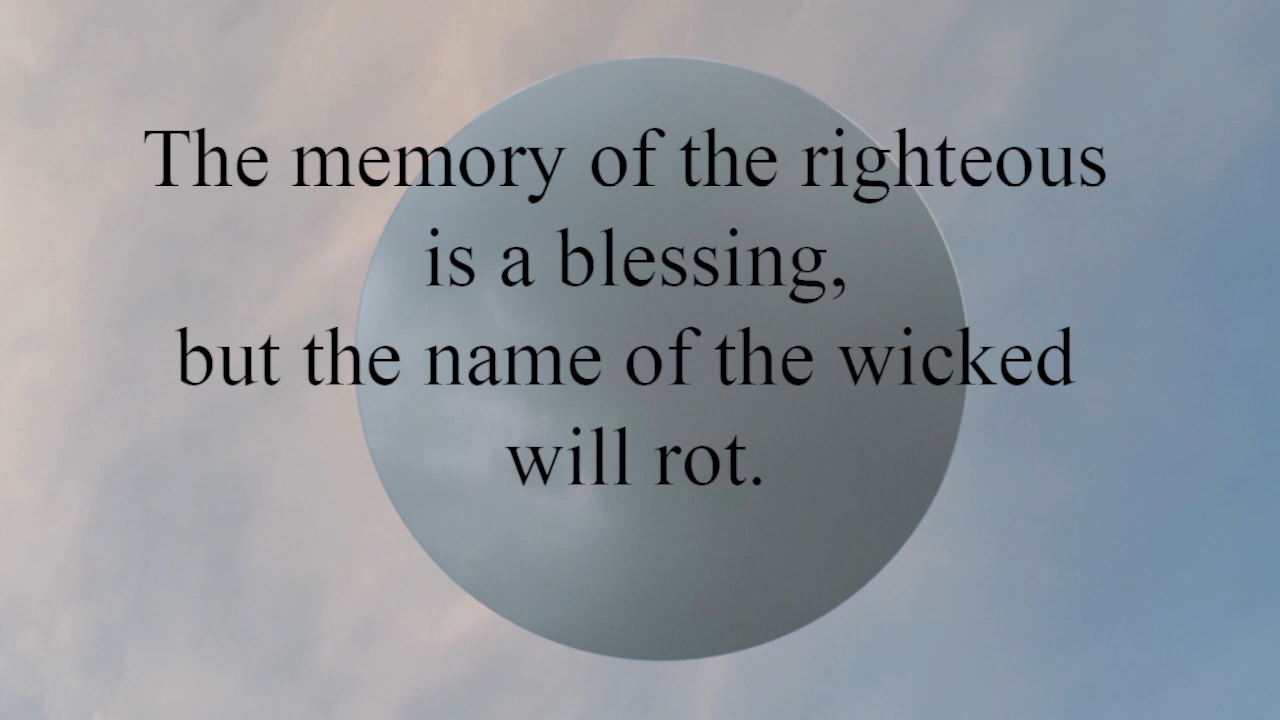 The memory of the righteous
is a blessing,
but the name of the wicked
will rot.